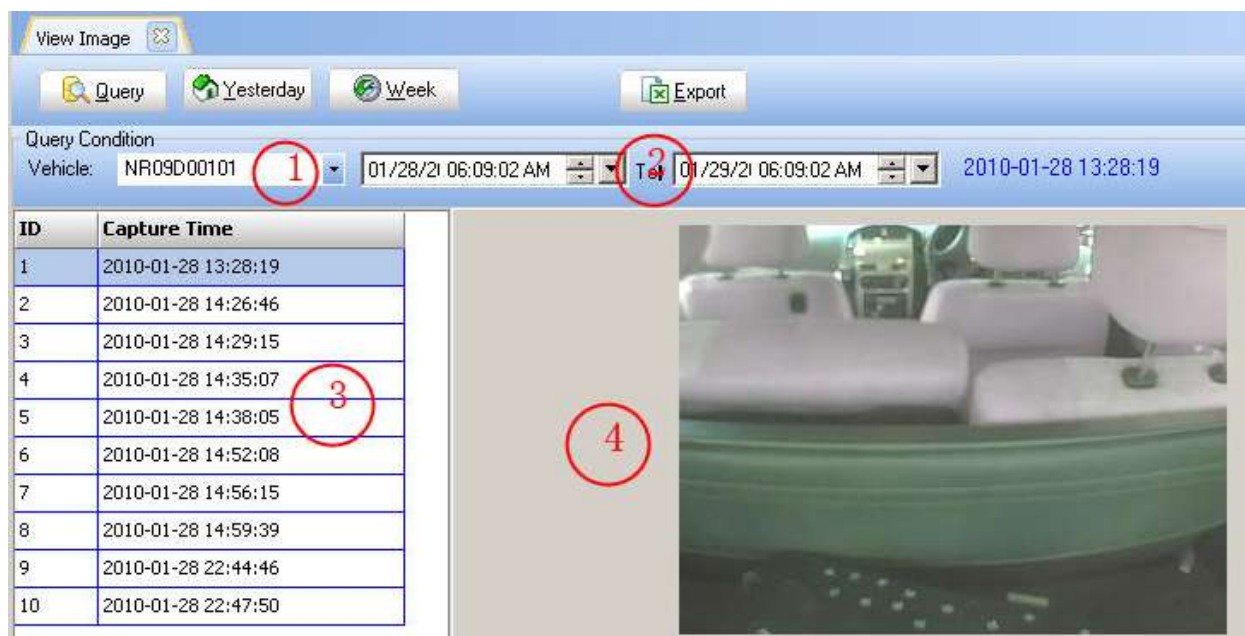 View Image
Query Yesterday Week Export
Query Condition
Vehicle: NR09D00101 1 01/28/2 06:09:02 AM 2 01/29/2 06:09:02 AM 2010-01-28 13:28:19
ID Capture Time
1 2010-01-28 13:28:19
2 2010-01-28 14:26:46
3 2010-01-28 14:29:15
4 2010-01-28 14:35:07
3
5 2010-01-28 14:38:05
4
6 2010-01-28 14:52:08
7 2010-01-28 14:56:15
8 2010-01-28 14:59:39
9 2010-01-28 22:44:46
10 2010-01-28 22:47:50